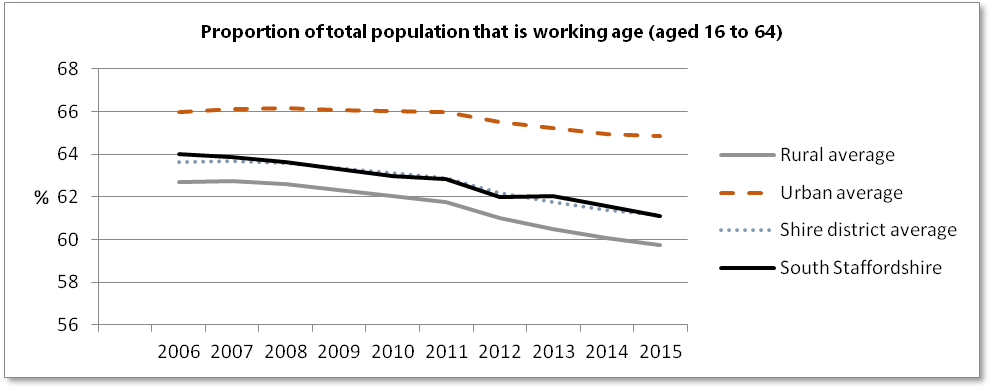 Proportion of total population that is working age (aged 16 to 64)
68
66
64
62
60
58
56
%
2006 2007 2008 2009 2010 2011 2012 2013 2014 2015
Rural average
Urban average
Shire district average
South Staffordshire